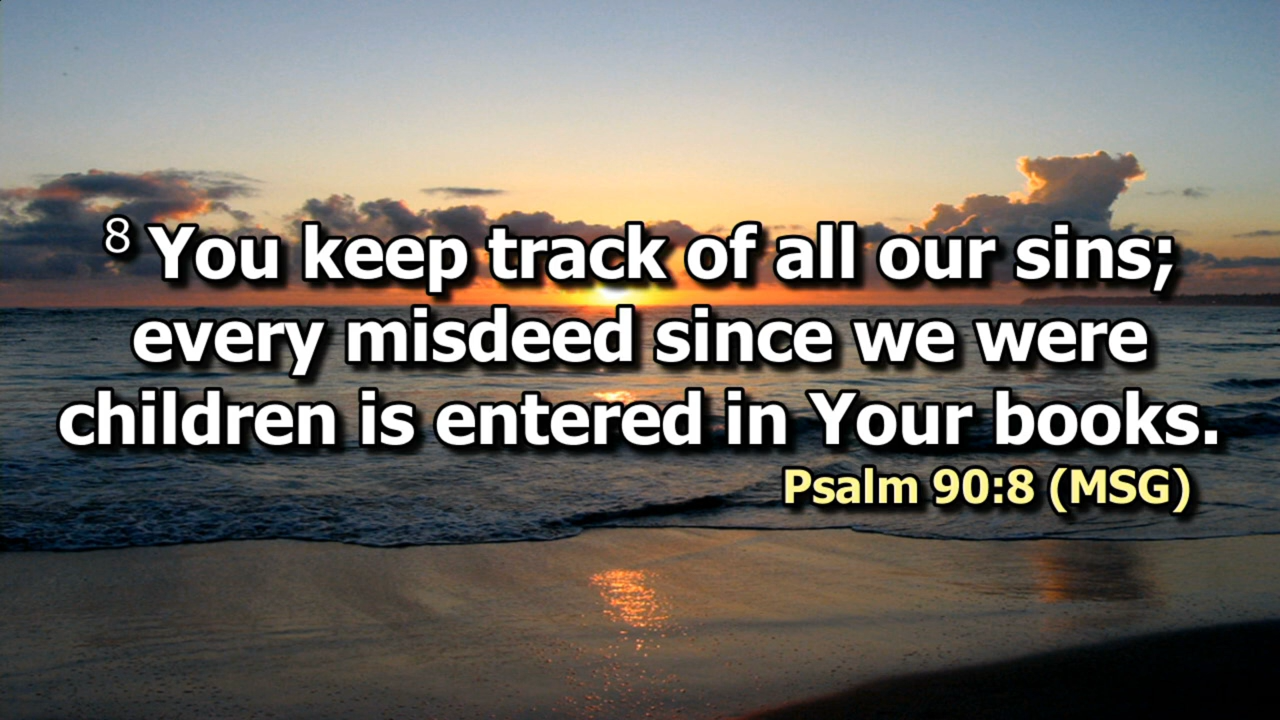 8 You keep track of all our sins;
every misdeed since we were
children is entered in Your books.
Psalm 90:8 (MSG)